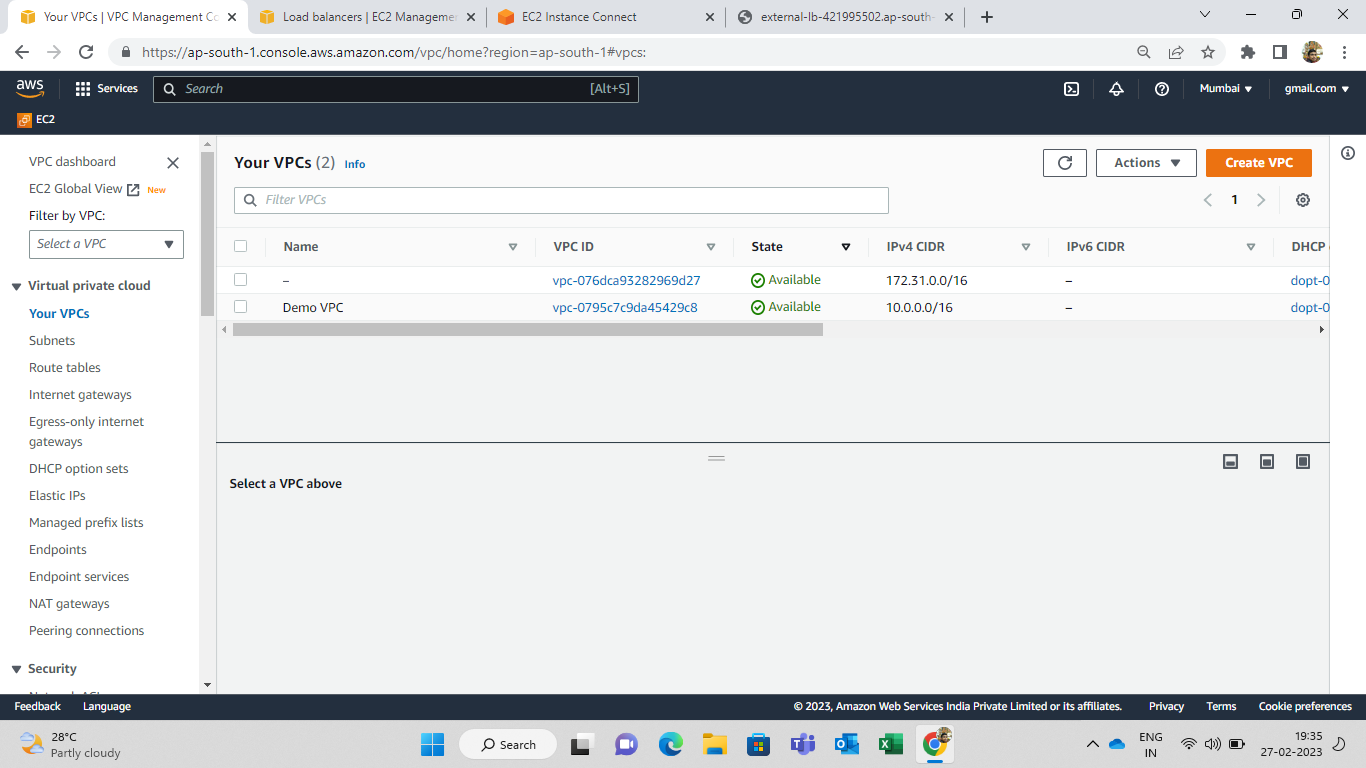 Your VPCs | VPC Management Co
Load balancers | EC2 Managemen
EC2 Instance Connect
external-lb-421995502.ap-south-
https://ap-south-1.console.aws.amazon.com/vpc/home?region=ap-south-1#vpcs:
aws
Services
Search
[Alt+S]
Mumbai
gmail.com
EC2
VPC dashboard
EC2 Global View
New
Filter by VPC:
Select a VPC
Virtual private cloud
Your VPCs
Subnets
Route tables
Internet gateways
Egress-only internet
gateways
DHCP option sets
Elastic IPs
Managed prefix lists
Endpoints
Endpoint services
NAT gateways
Peering connections
Security
Your VPCs (2) Info
Actions
Create VPC
Filter VPCs
1
Name VPC ID State IPv4 CIDR IPv6 CIDR DHCP
– vpc-076dca93282969d27 Available 172.31.0.0/16 – dopt-0
Demo VPC vpc-0795c7c9da45429c8 Available 10.0.0.0/16 – dopt-0
Select a VPC above
Feedback Language
© 2023, Amazon Web Services India Private Limited or its affiliates. Privacy Terms Cookie preferences
28°C
Partly cloudy
Search
ENG
IN
19:35
27-02-2023